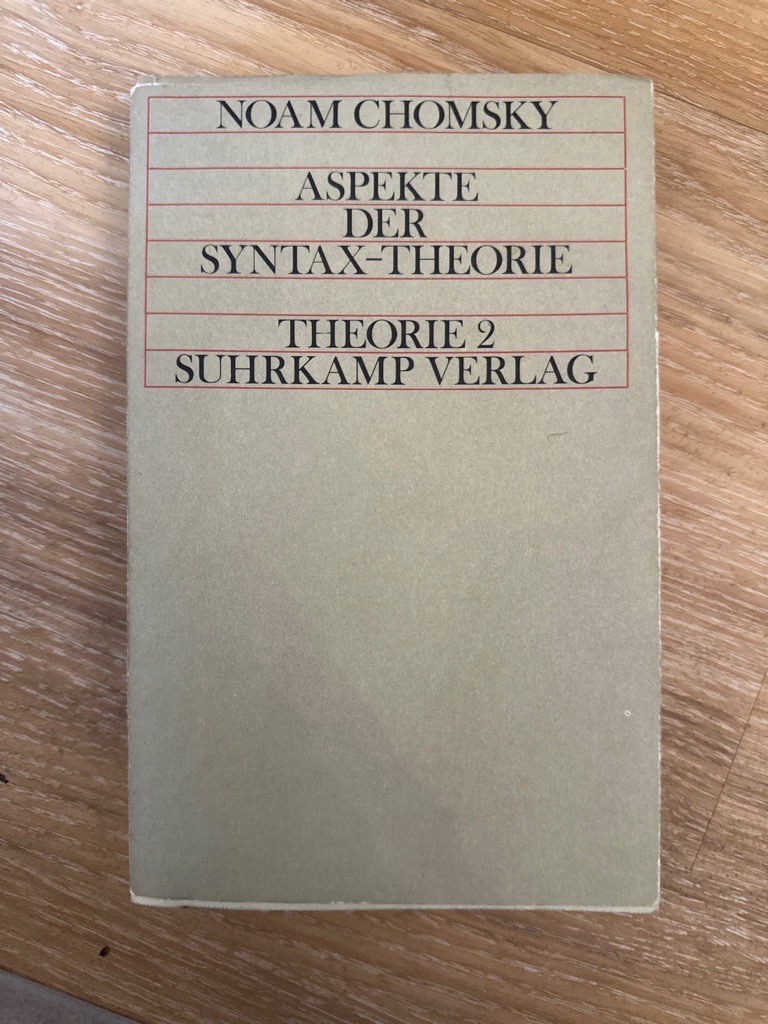 NOAM CHOMSKY
ASPEKTE
DER
SYNTAX-THEORIE
THEORIE 2
SUHRKAMP VERLAG